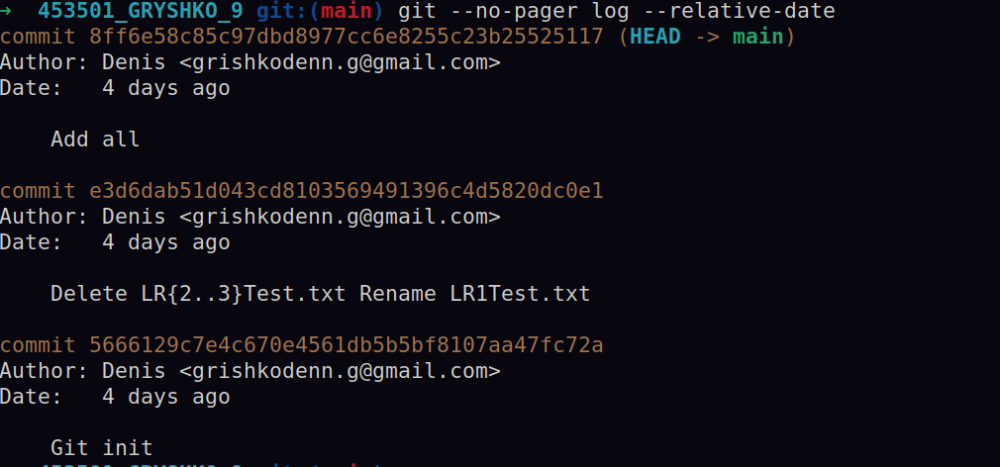 → 453501_GRYSHKO_9 git:(main) git --no-pager log --relative-date
commit 8ff6e58c85c97dbd8977cc6e8255c23b25525117 (HEAD -> main)
Author: Denis <grishkodenn.g@gmail.com>
Date:   4 days ago
Add all
commit e3d6dab51d043cd8103569491396c4d5820dc0e1
Author: Denis <grishkodenn.g@gmail.com>
Date:   4 days ago
Delete LR{2..3}Test.txt Rename LR1Test.txt
commit 5666129c7e4c670e4561db5b5bf8107aa47fc72a
Author: Denis <grishkodenn.g@gmail.com>
Date:   4 days ago
Git init